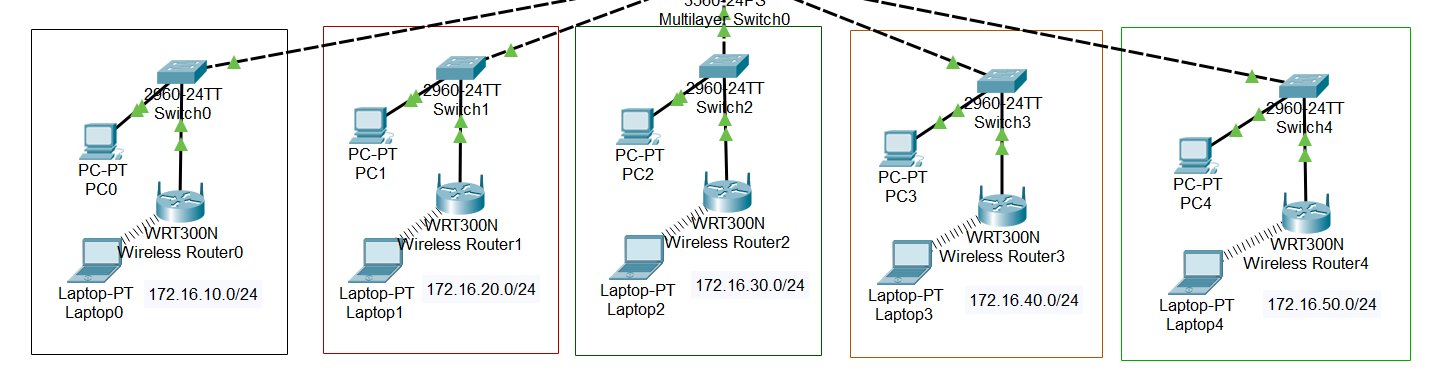 3560-24PS
Multilayer Switch0
2960-24TT
Switch0
PC-PT
PC0
WRT300N
Wireless Router0
Laptop-PT
Laptop0
172.16.10.0/24
2960-24TT
Switch1
PC-PT
PC1
WRT300N
Wireless Router1
Laptop-PT
Laptop1
172.16.20.0/24
2960-24TT
Switch2
PC-PT
PC2
WRT300N
Wireless Router2
Laptop-PT
Laptop2
172.16.30.0/24
2960-24TT
Switch3
PC-PT
PC3
WRT300N
Wireless Router3
Laptop-PT
Laptop3
172.16.40.0/24
2960-24TT
Switch4
PC-PT
PC4
WRT300N
Wireless Router4
Laptop-PT
Laptop4
172.16.50.0/24